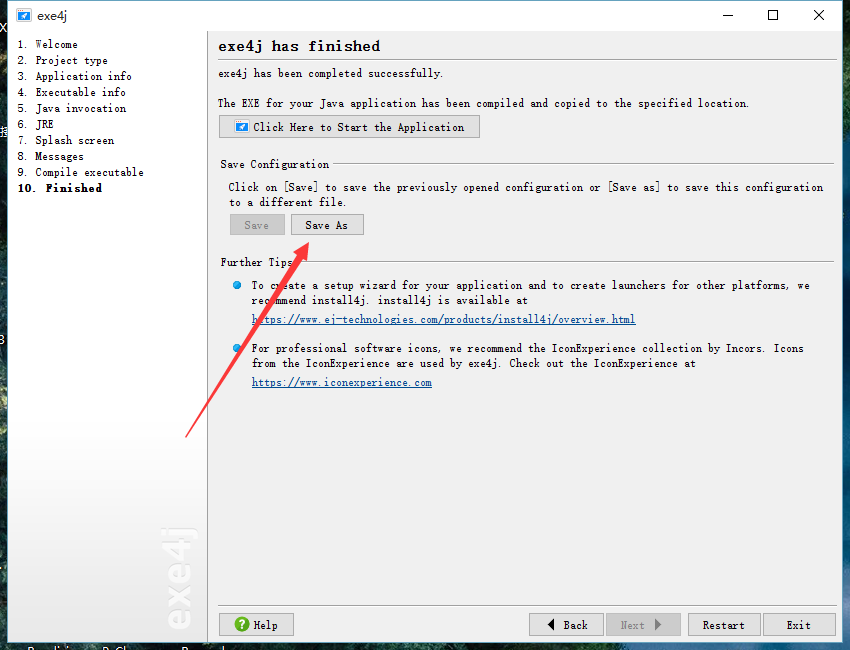 exe4j
1. Welcome
2. Project type
3. Application info
4. Executable info
5. Java invocation
6. JRE
7. Splash screen
8. Messages
9. Compile executable
10. Finished
exe4j
exe4j has finished
exe4j has been completed successfully.
The EXE for your Java application has been compiled and copied to the specified location.
Click Here to Start the Application
Save Configuration
Click on [Save] to save the previously opened configuration or [Save as] to save this configuration
to a different file.
Save Save As
Further Tips
To create a setup wizard for your application and to create launchers for other platforms, we
recommend install4j. install4j is available at
https://www.ej-technologies.com/products/install4j/overview.html
For professional software icons, we recommend the IconExperience collection by Incors. Icons
from the IconExperience are used by exe4j. Check out the IconExperience at
https://www.iconexperience.com
Help Back Next Restart Exit